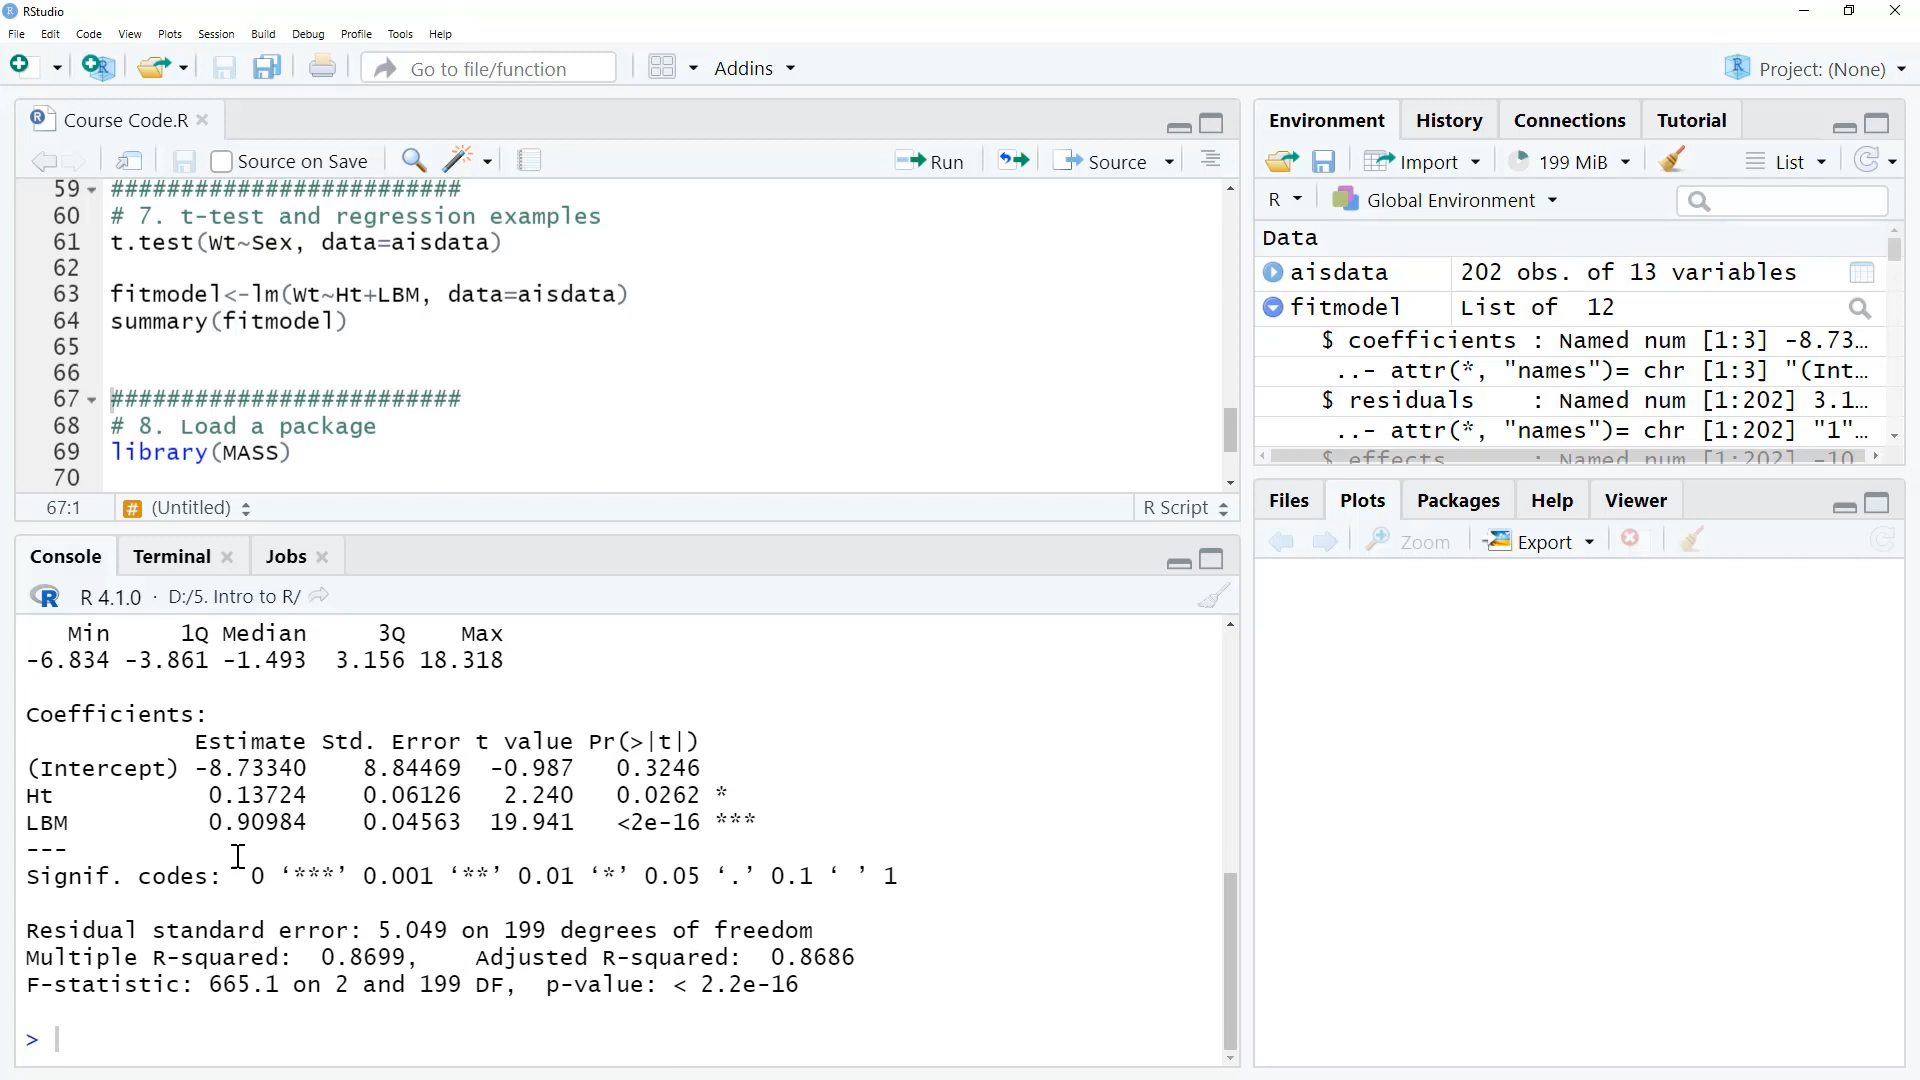 RStudio
File Edit Code View Plots Session Build Debug Profile Tools Help
Go to file/function Addins Project: (None)
Course Code.R
Source on Save Run Source
59 #########################
60 # 7. t-test and regression examples
61 t.test(Wt~Sex, data=aisdata)
62
63 fitmodel<-lm(Wt~Ht+LBM, data=aisdata)
64 summary(fitmodel)
65
66
67 #########################
68 # 8. Load a package
69 library(MASS)
70
67:1 # (Untitled) R Script
Console Terminal Jobs
R 4.1.0 · D:/5. Intro to R/
Min 1Q Median 3Q Max
-6.834 -3.861 -1.493 3.156 18.318
Coefficients:
Estimate Std. Error t value Pr(>|t|)
(Intercept) -8.73340 8.84469 -0.987 0.3246
Ht 0.13724 0.06126 2.240 0.0262 *
LBM 0.90984 0.04563 19.941 <2e-16 ***
---
Signif. codes: 0 ‘***’ 0.001 ‘**’ 0.01 ‘*’ 0.05 ‘.’ 0.1 ‘ ’ 1
Residual standard error: 5.049 on 199 degrees of freedom
Multiple R-squared: 0.8699, Adjusted R-squared: 0.8686
F-statistic: 665.1 on 2 and 199 DF, p-value: < 2.2e-16
>
Environment History Connections Tutorial
Import 199 MiB List
R Global Environment
Data
aisdata 202 obs. of 13 variables
fitmodel List of 12
$ coefficients : Named num [1:3] -8.73…
..- attr(*, "names")= chr [1:3] "(Int…
$ residuals : Named num [1:202] 3.1…
..- attr(*, "names")= chr [1:202] "1"…
$ effects : Named num [1:202] -10
Files Plots Packages Help Viewer
Zoom Export